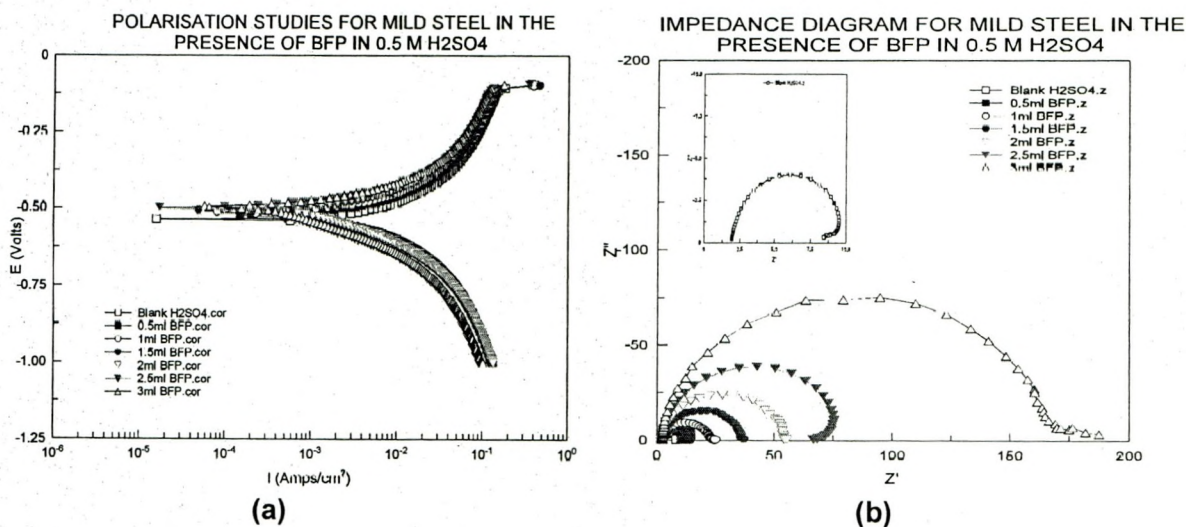 POLARISATION STUDIES FOR MILD STEEL IN THE
PRESENCE OF BFP IN 0.5 M H2SO4
0
-0.25
-0.50
-0.75
-1.00
-1.25
E (Volts)
Blank H2SO4.cor
0.5ml BFP.cor
1ml BFP.cor
1.5ml BFP.cor
2ml BFP.cor
2.5ml BFP.cor
3ml BFP.cor
10-6 10-5 10-4 10-3 10-2 10-1 100
I (Amps/cm2)
(a)
IMPEDANCE DIAGRAM FOR MILD STEEL IN THE
PRESENCE OF BFP IN 0.5 M H2SO4
-200
-150
-100
-50
0
Z''
Blank H2SO4.z
Blank H2SO4.z
0.5ml BFP.z
1ml BFP.z
1.5ml BFP.z
2ml BFP.z
2.5ml BFP.z
0 50 100 150 200
Z'
(b)